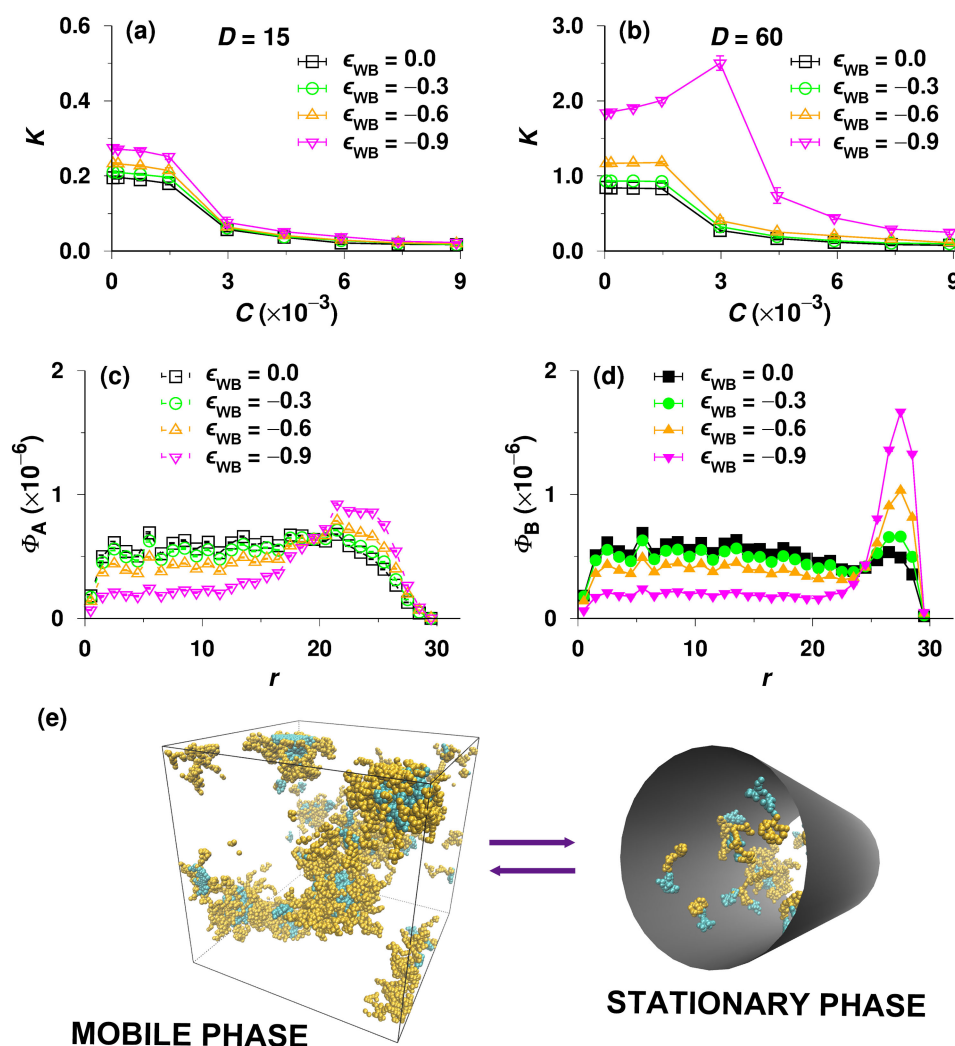 (a) D = 15
ϵWB = 0.0
ϵWB = −0.3
ϵWB = −0.6
ϵWB = −0.9
0.6
0.4
0.2
0.0
K
0 3 6 9
C (×10−3)
(b) D = 60
ϵWB = 0.0
ϵWB = −0.3
ϵWB = −0.6
ϵWB = −0.9
3.0
2.0
1.0
0.0
K
0 3 6 9
C (×10−3)
(c)
ϵWB = 0.0
ϵWB = −0.3
ϵWB = −0.6
ϵWB = −0.9
2
1
0
ΦA (×10−6)
0 10 20 30
r
(d)
ϵWB = 0.0
ϵWB = −0.3
ϵWB = −0.6
ϵWB = −0.9
2
1
0
ΦB (×10−6)
0 10 20 30
r
(e)
MOBILE PHASE
STATIONARY PHASE